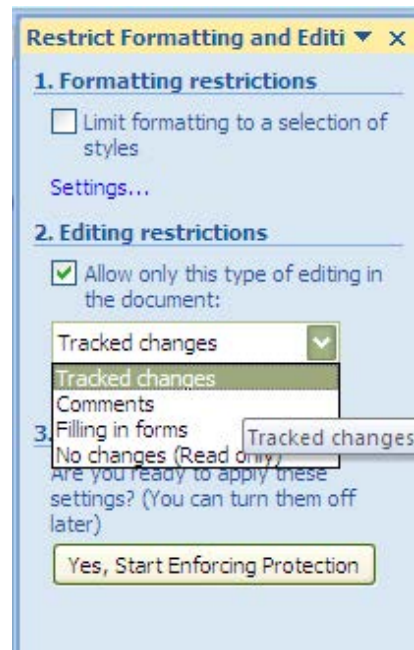 Restrict Formatting and Editi
1. Formatting restrictions
Limit formatting to a selection of
styles
Settings...
2. Editing restrictions
Allow only this type of editing in
the document:
Tracked changes
Tracked changes
Comments
Filling in forms
3.
Tracked changes
No changes (Read only)
Are you ready to apply these
settings? (You can turn them off
later)
Yes, Start Enforcing Protection